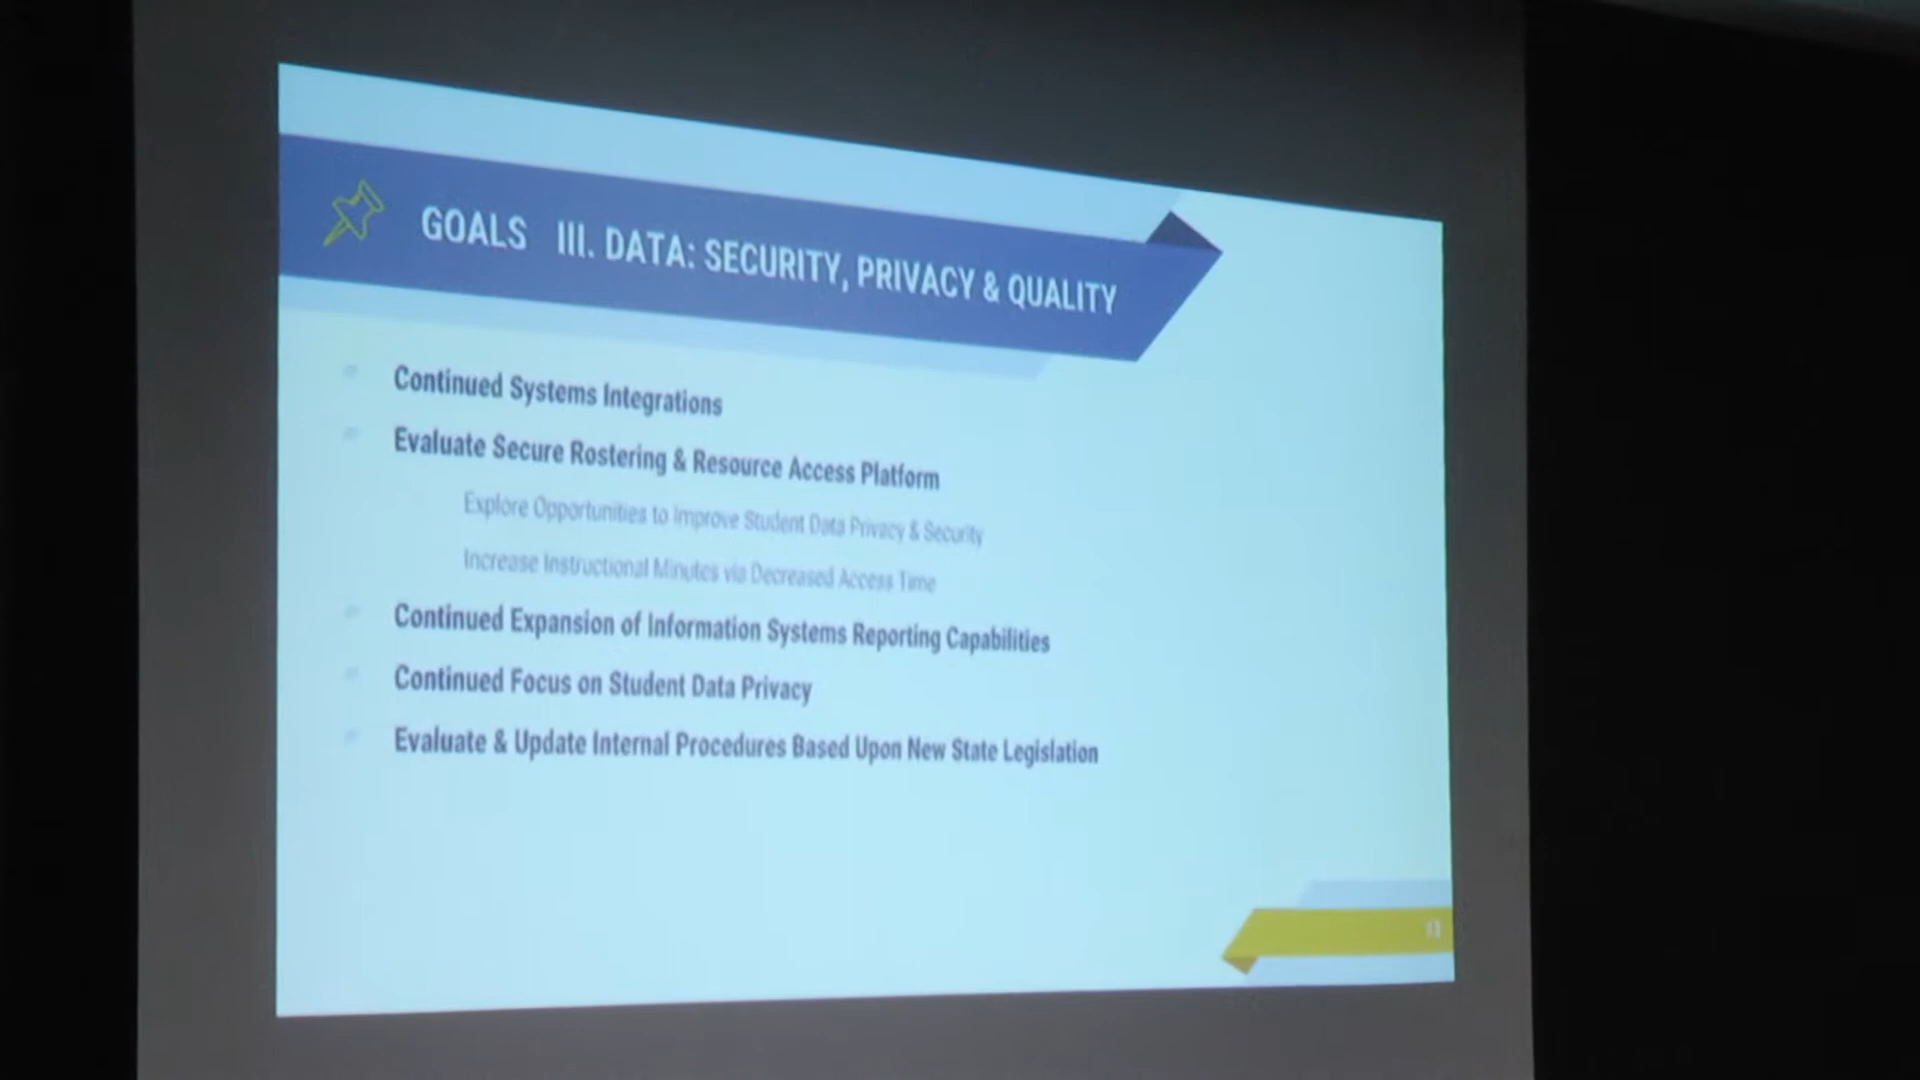 GOALS III. DATA: SECURITY, PRIVACY & QUALITY
Continued Systems Integrations
Evaluate Secure Rostering & Resource Access Platform
Explore Opportunities to Improve Student Data Privacy & Security
Increase Instructional Minutes via Decreased Access Time
Continued Expansion of Information Systems Reporting Capabilities
Continued Focus on Student Data Privacy
Evaluate & Update Internal Procedures Based Upon New State Legislation